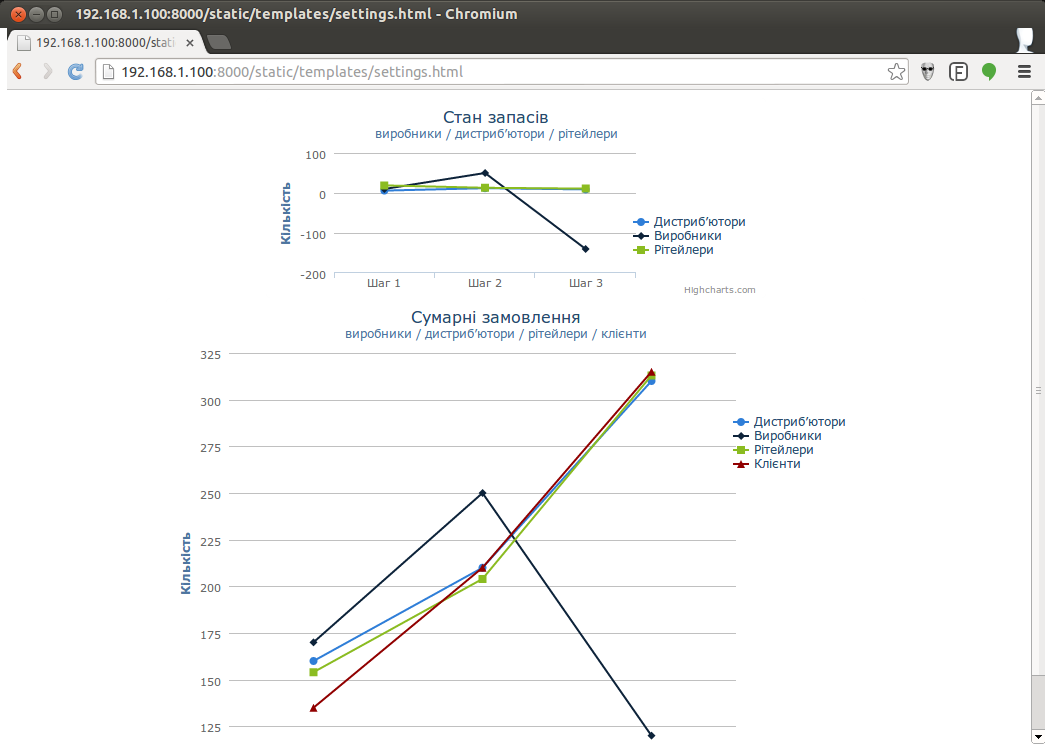 192.168.1.100:8000/static/templates/settings.html - Chromium
192.168.1.100:8000/stati
192.168.1.100:8000/static/templates/settings.html
Стан запасів
виробники / дистриб'ютори / рітейлери
Кількість
100
0
-100
-200
Шаг 1
Шаг 2
Шаг 3
Дистриб'ютори
Виробники
Рітейлери
Highcharts.com
Сумарні замовлення
виробники / дистриб'ютори / рітейлери / клієнти
Кількість
325
300
275
250
225
200
175
150
125
Дистриб'ютори
Виробники
Рітейлери
Клієнти